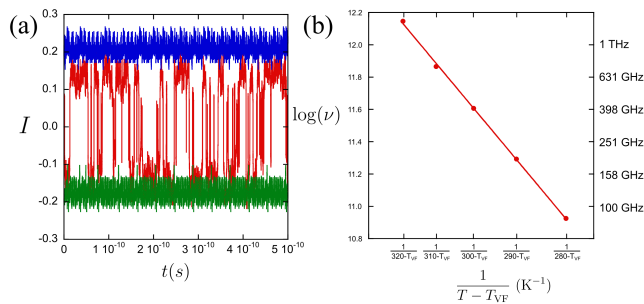 (a)
0.3
0.2
0.1
0.0
-0.1
-0.2
-0.3
I
0
1 10^-10
2 10^-10
3 10^-10
4 10^-10
5 10^-10
t(s)
(b)
12.2
12.0
11.8
11.6
11.4
11.2
11.0
10.8
log(ν)
1 THz
631 GHz
398 GHz
251 GHz
158 GHz
100 GHz
1/(320-T_VF)
1/(310-T_VF)
1/(300-T_VF)
1/(290-T_VF)
1/(280-T_VF)
1/(T − T_VF) (K^−1)